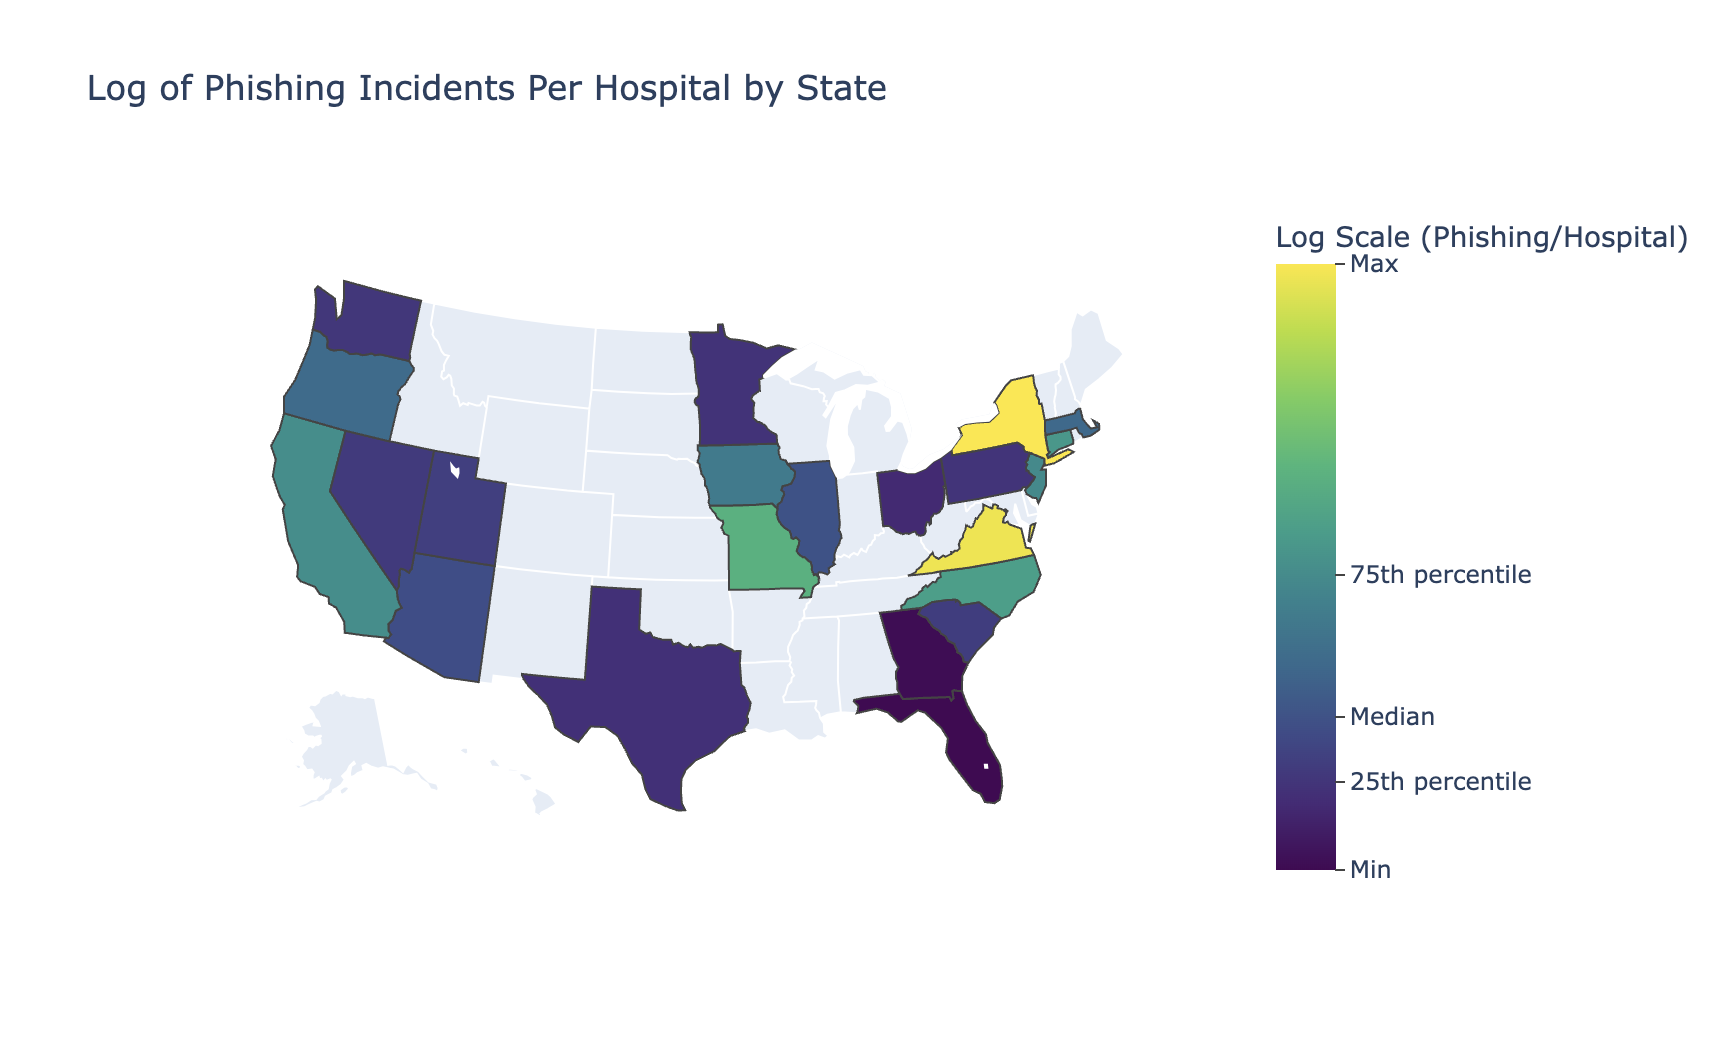 Log of Phishing Incidents Per Hospital by State
Log Scale (Phishing/Hospital)
Max
75th percentile
Median
25th percentile
Min